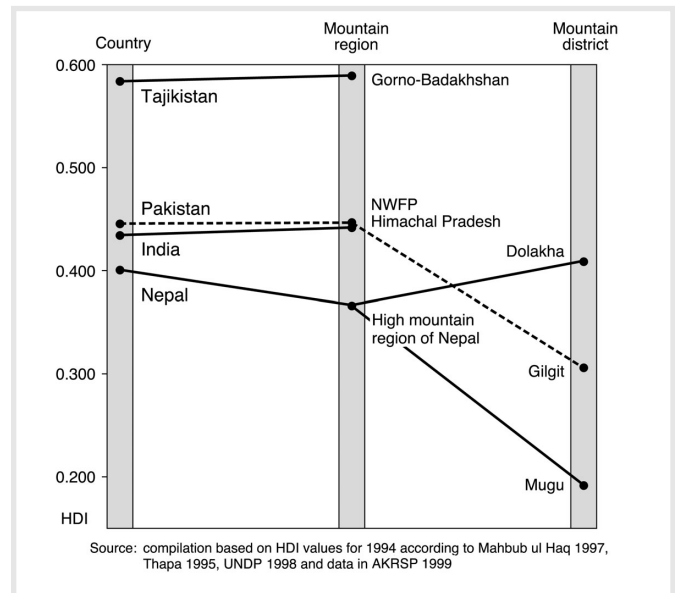 Country
Mountain
region
Mountain
district
0.600
Tajikistan
Gorno-Badakhshan
0.500
Pakistan
NWFP
Himachal Pradesh
India
Dolakha
0.400
Nepal
High mountain
region of Nepal
Gilgit
0.300
0.200
Mugu
HDI
Source: compilation based on HDI values for 1994 according to Mahbub ul Haq 1997,
Thapa 1995, UNDP 1998 and data in AKRSP 1999